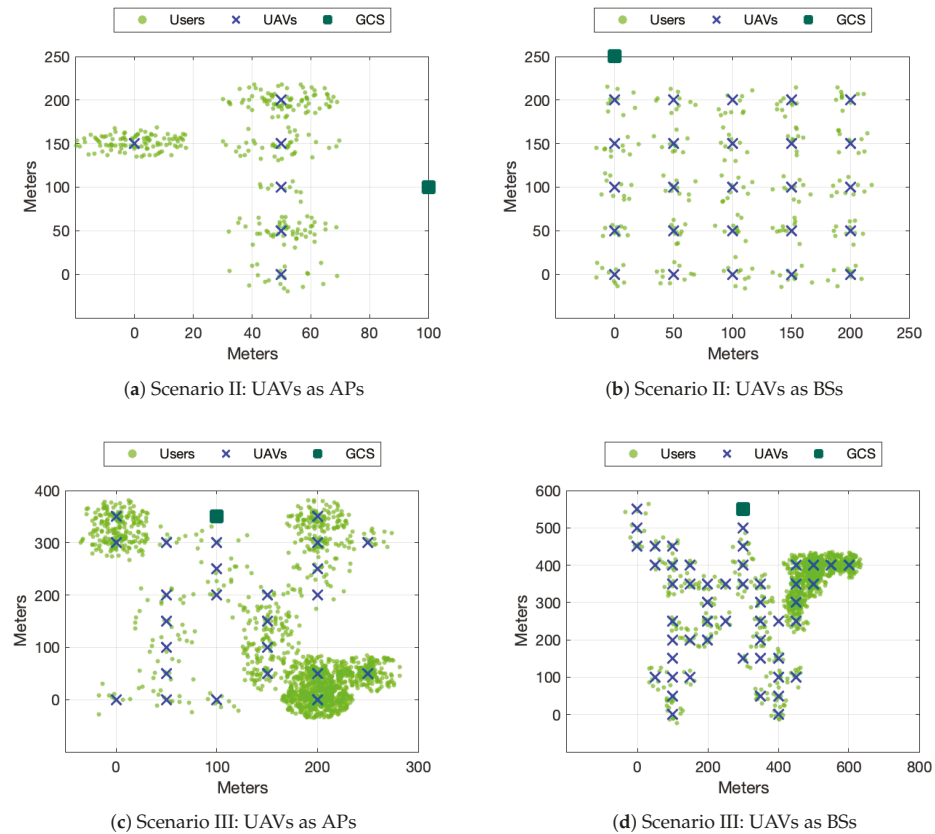 Users UAVs GCS
Users UAVs GCS
250
200
150
100
50
0
Meters
0 20 40 60 80 100
Meters
250
200
150
100
50
0
Meters
0 50 100 150 200 250
Meters
(a) Scenario II: UAVs as APs
(b) Scenario II: UAVs as BSs
Users UAVs GCS
Users UAVs GCS
400
300
200
100
0
Meters
0 100 200 300
Meters
600
500
400
300
200
100
0
Meters
0 200 400 600 800
Meters
(c) Scenario III: UAVs as APs
(d) Scenario III: UAVs as BSs